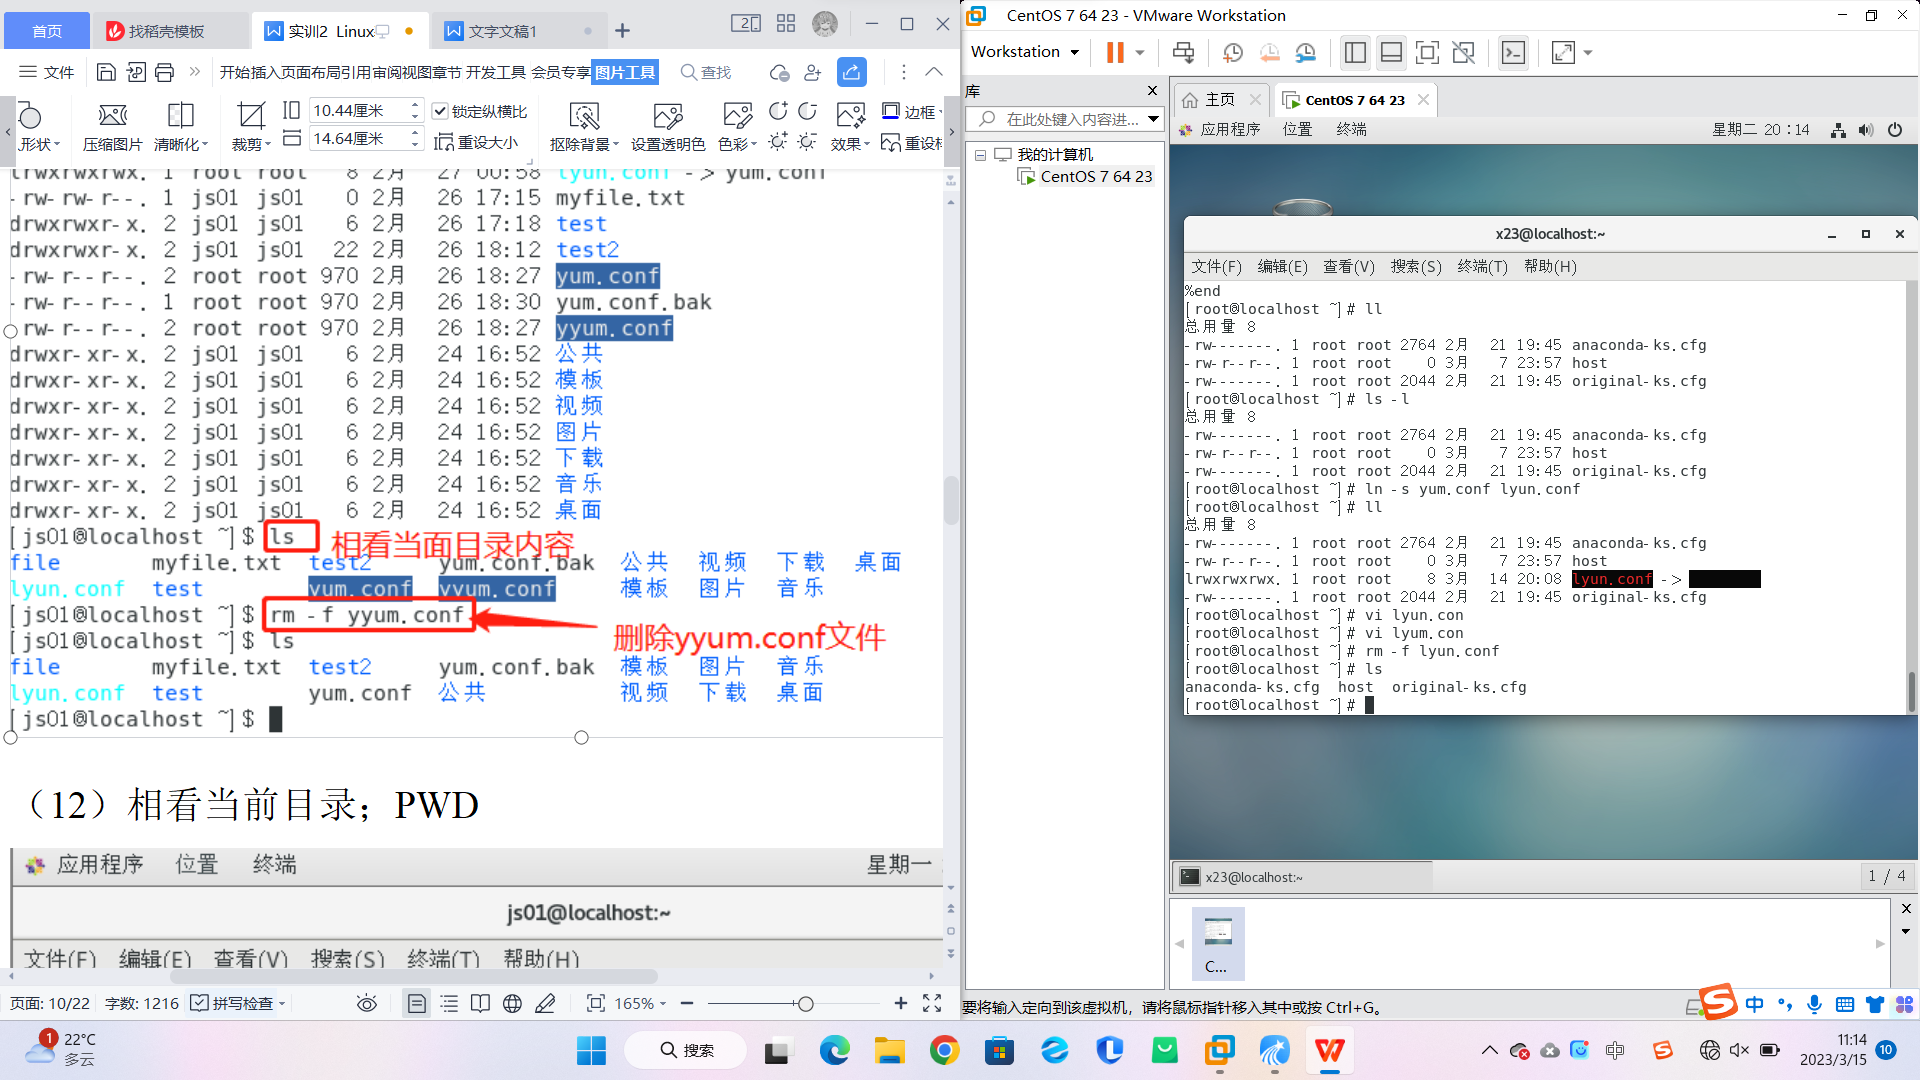 首页
找稻壳模板
实训2 Linux
文字文稿1
文件
开始插入页面布局引用审阅视图章节 开发工具 会员专享
图片工具
查找
形状
压缩图片
清晰化
裁剪
10.44厘米
14.64厘米
锁定纵横比
重设大小
抠除背景
设置透明色
色彩
效果
边框
lrwxrwxrwx. 1 root root 8 2月 27 00:58 lyun.conf -> yum.conf
-rw-rw-r--. 1 js01 js01 0 2月 26 17:15 myfile.txt
drwxrwxr-x. 2 js01 js01 6 2月 26 17:18 test
drwxrwxr-x. 2 js01 js01 22 2月 26 18:12 test2
-rw-r--r--. 2 root root 970 2月 26 18:27 yum.conf
-rw-r--r--. 1 root root 970 2月 26 18:30 yum.conf.bak
-rw-r--r--. 2 root root 970 2月 26 18:27 yyum.conf
drwxr-xr-x. 2 js01 js01 6 2月 24 16:52 公共
drwxr-xr-x. 2 js01 js01 6 2月 24 16:52 模板
drwxr-xr-x. 2 js01 js01 6 2月 24 16:52 视频
drwxr-xr-x. 2 js01 js01 6 2月 24 16:52 图片
drwxr-xr-x. 2 js01 js01 6 2月 24 16:52 下载
drwxr-xr-x. 2 js01 js01 6 2月 24 16:52 音乐
drwxr-xr-x. 2 js01 js01 6 2月 24 16:52 桌面
[js01@localhost ~]$ ls
相看当面目录内容
file myfile.txt test2 yum.conf.bak 公共 视频 下载 桌面
lyun.conf test yum.conf yyum.conf 模板 图片 音乐
[js01@localhost ~]$ rm -f yyum.conf
删除yyum.conf文件
[js01@localhost ~]$ ls
file myfile.txt test2 yum.conf.bak 模板 图片 音乐
lyun.conf test yum.conf 公共 视频 下载 桌面
[js01@localhost ~]$
（12）相看当前目录；PWD
应用程序 位置 终端 星期一
js01@localhost:~
文件(F) 编辑(E) 查看(V) 搜索(S) 终端(T) 帮助(H)
页面: 10/22 字数: 1216 拼写检查 165%
CentOS 7 64 23 - VMware Workstation
Workstation
库
在此处键入内容进...
我的计算机
CentOS 7 64 23
主页
CentOS 7 64 23
应用程序 位置 终端 星期二 20：14
x23@localhost:~
文件(F) 编辑(E) 查看(V) 搜索(S) 终端(T) 帮助(H)
%end
[root@localhost ~]# ll
总用量 8
-rw-------. 1 root root 2764 2月 21 19:45 anaconda-ks.cfg
-rw-r--r--. 1 root root 0 3月 7 23:57 host
-rw-------. 1 root root 2044 2月 21 19:45 original-ks.cfg
[root@localhost ~]# ls -l
总用量 8
-rw-------. 1 root root 2764 2月 21 19:45 anaconda-ks.cfg
-rw-r--r--. 1 root root 0 3月 7 23:57 host
-rw-------. 1 root root 2044 2月 21 19:45 original-ks.cfg
[root@localhost ~]# ln -s yum.conf lyun.conf
[root@localhost ~]# ll
总用量 8
-rw-------. 1 root root 2764 2月 21 19:45 anaconda-ks.cfg
-rw-r--r--. 1 root root 0 3月 7 23:57 host
lrwxrwxrwx. 1 root root 8 3月 14 20:08 lyun.conf ->
-rw-------. 1 root root 2044 2月 21 19:45 original-ks.cfg
[root@localhost ~]# vi lyun.con
[root@localhost ~]# vi lyum.con
[root@localhost ~]# rm -f lyun.conf
[root@localhost ~]# ls
anaconda-ks.cfg host original-ks.cfg
[root@localhost ~]#
x23@localhost:~
1 / 4
C...
要将输入定向到该虚拟机，请将鼠标指针移入其中或按 Ctrl+G。
中
1
22°C
多云
搜索
中
11:14
2023/3/15
10